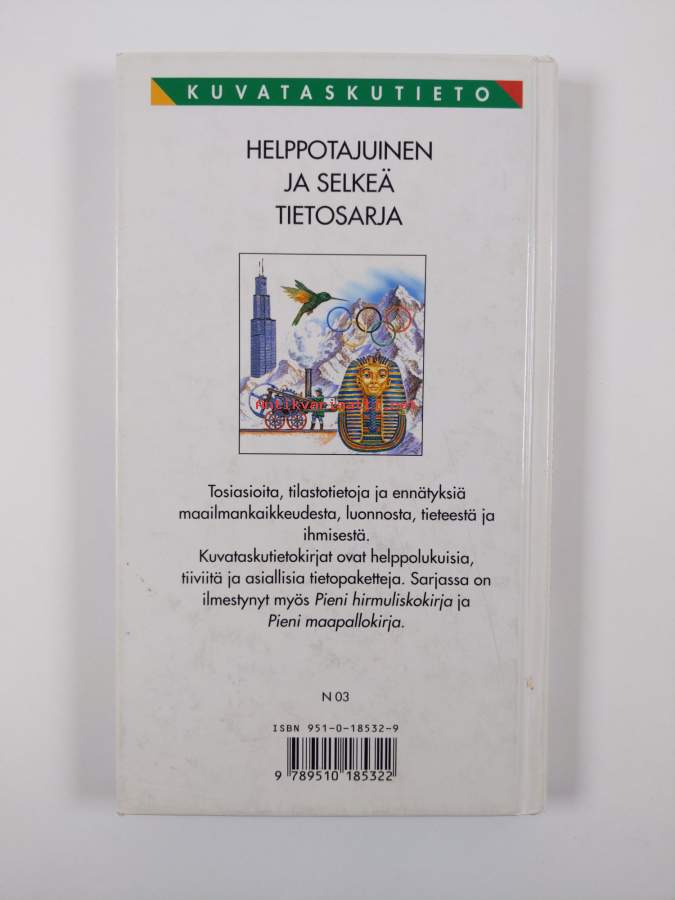 KUVATASKUTIETO
HELPPOTAJUINEN
JA SELKEÄ
TIETOSARJA
Antikvariaatti.net
Tosiasioita, tilastotietoja ja ennätyksiä
maailmankaikkeudesta, luonnosta, tieteestä ja
ihmisestä.
Kuvataskutietokirjat ovat helppolukuisia,
tiiviitä ja asiallisia tietopaketteja. Sarjassa on
ilmestynyt myös Pieni hirmuliskokirja ja
Pieni maapallokirja.
N 03
ISBN 951-0-18532-9
9 789510 185322